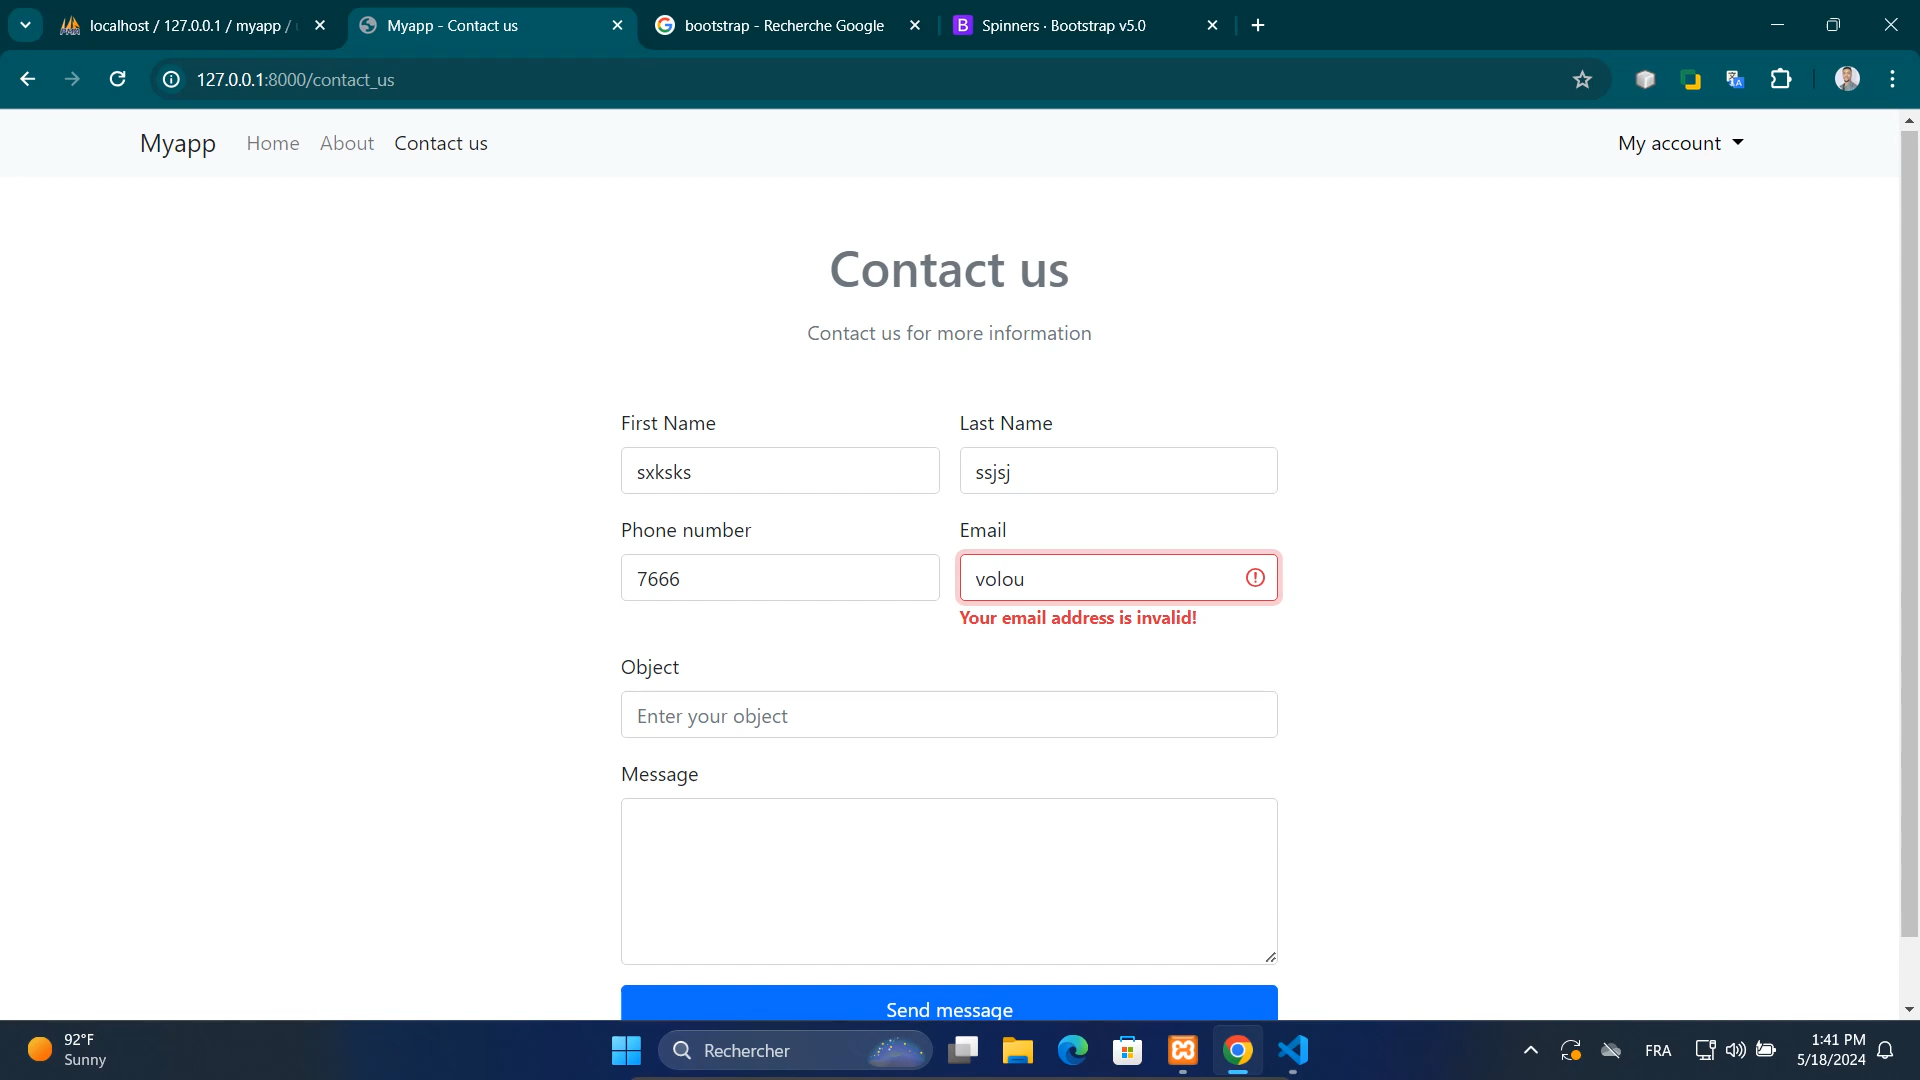 localhost / 127.0.0.1 / myapp /
Myapp - Contact us
bootstrap - Recherche Google
B
Spinners · Bootstrap v5.0
127.0.0.1:8000/contact_us
Myapp
Home
About
Contact us
My account
Contact us
Contact us for more information
First Name
Last Name
sxksks
ssjsj
Phone number
Email
7666
volou
Your email address is invalid!
Object
Enter your object
Message
Send message
92°F
Sunny
Rechercher
FRA
1:41 PM
5/18/2024